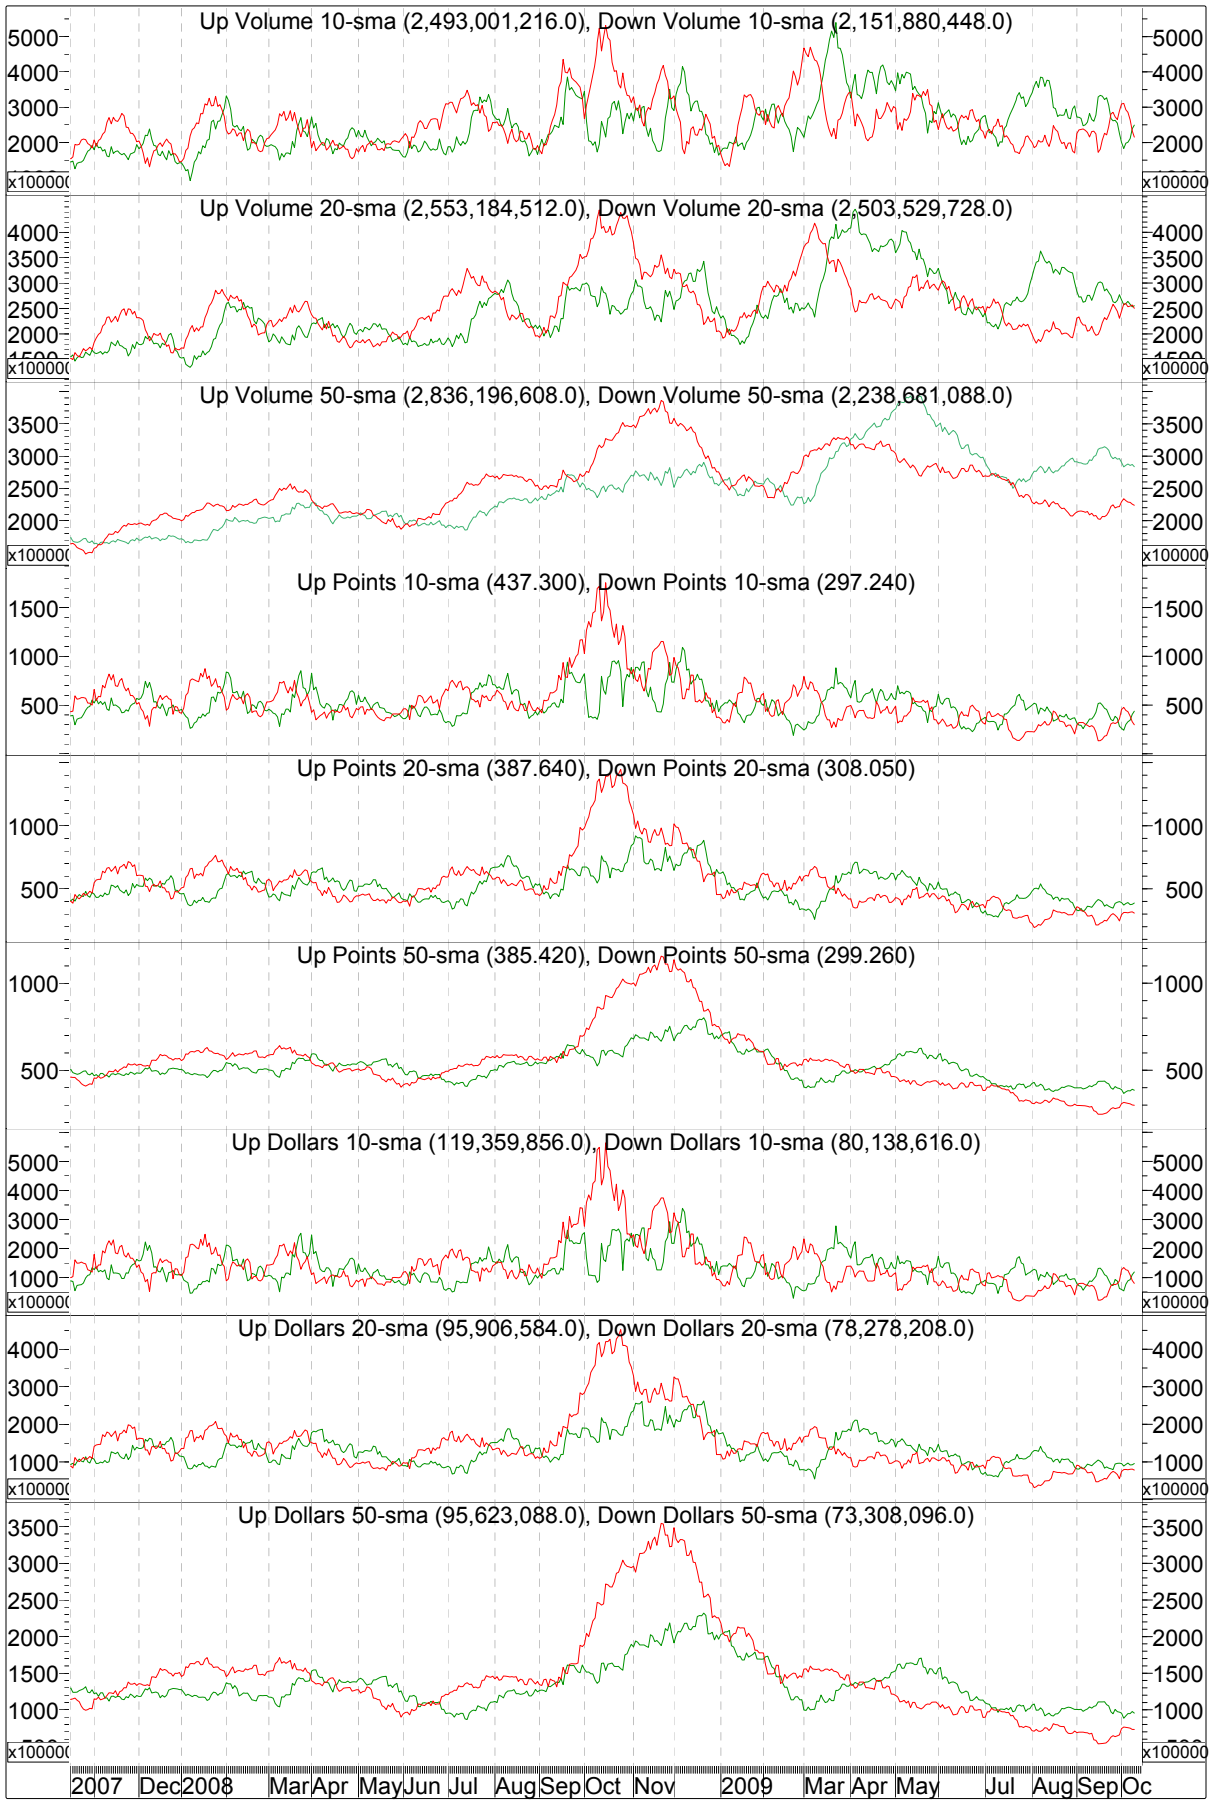 Up Volume 10-sma (2,493,001,216.0), Down Volume 10-sma (2,151,880,448.0)
5000 5000
4000 4000
3000 3000
2000 2000
x100000 x100000
Up Volume 20-sma (2,553,184,512.0), Down Volume 20-sma (2,503,529,728.0)
4000 4000
3500 3500
3000 3000
2500 2500
2000 2000
1500 1500
x100000 x100000
Up Volume 50-sma (2,836,196,608.0), Down Volume 50-sma (2,238,681,088.0)
3500 3500
3000 3000
2500 2500
2000 2000
x100000 x100000
Up Points 10-sma (437.300), Down Points 10-sma (297.240)
1500 1500
1000 1000
500 500
Up Points 20-sma (387.640), Down Points 20-sma (308.050)
1000 1000
500 500
Up Points 50-sma (385.420), Down Points 50-sma (299.260)
1000 1000
500 500
Up Dollars 10-sma (119,359,856.0), Down Dollars 10-sma (80,138,616.0)
5000 5000
4000 4000
3000 3000
2000 2000
1000 1000
x100000 x100000
Up Dollars 20-sma (95,906,584.0), Down Dollars 20-sma (78,278,208.0)
4000 4000
3000 3000
2000 2000
1000 1000
x100000 x100000
Up Dollars 50-sma (95,623,088.0), Down Dollars 50-sma (73,308,096.0)
3500 3500
3000 3000
2500 2500
2000 2000
1500 1500
1000 1000
x100000 x100000
2007 Dec 2008 Mar Apr May Jun Jul Aug Sep Oct Nov 2009 Mar Apr May Jul Aug Sep Oc